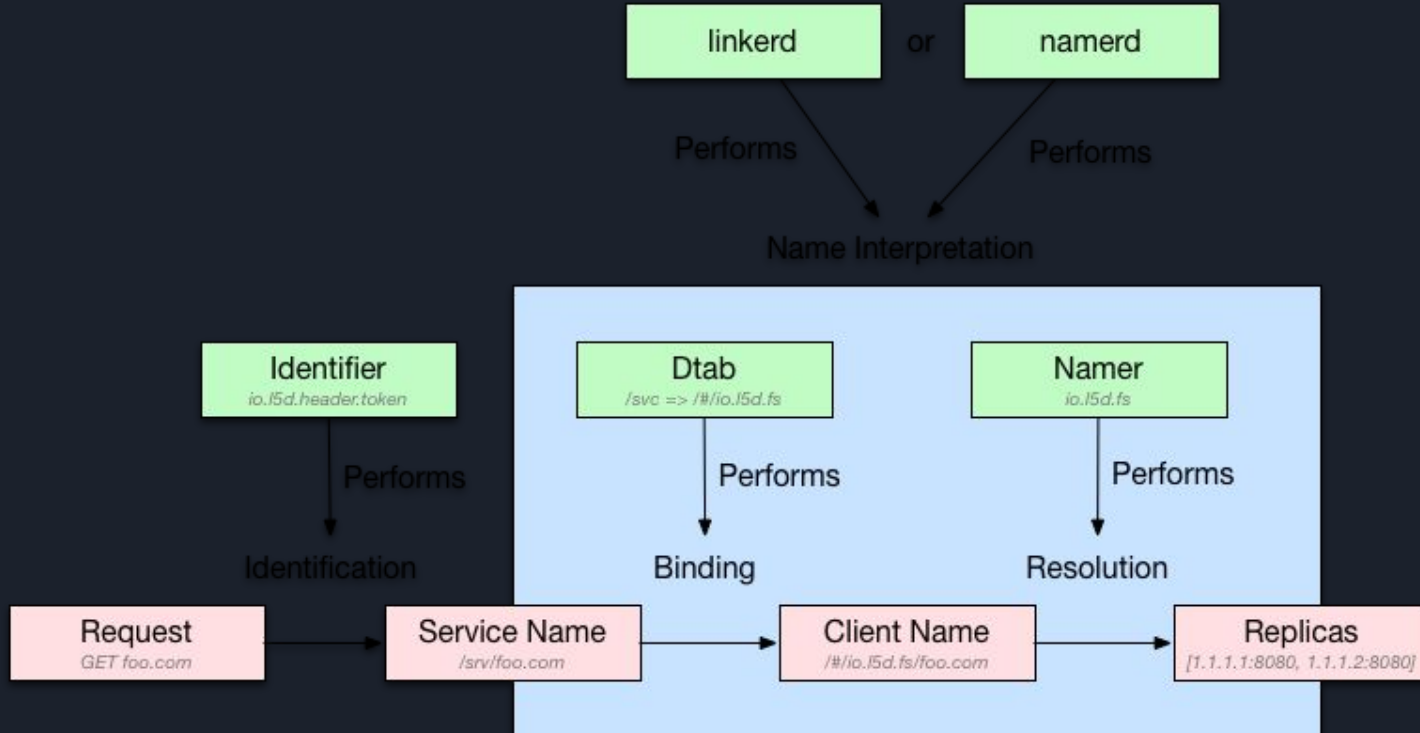 linkerd or namerd
Performs Performs
Name Interpretation
Identifier
io.l5d.header.token
Dtab
/svc => /#/io.l5d.fs
Namer
io.l5d.fs
Performs Performs Performs
Identification Binding Resolution
Request
GET foo.com
Service Name
/srv/foo.com
Client Name
/#/io.l5d.fs/foo.com
Replicas
[1.1.1.1:8080, 1.1.1.2:8080]